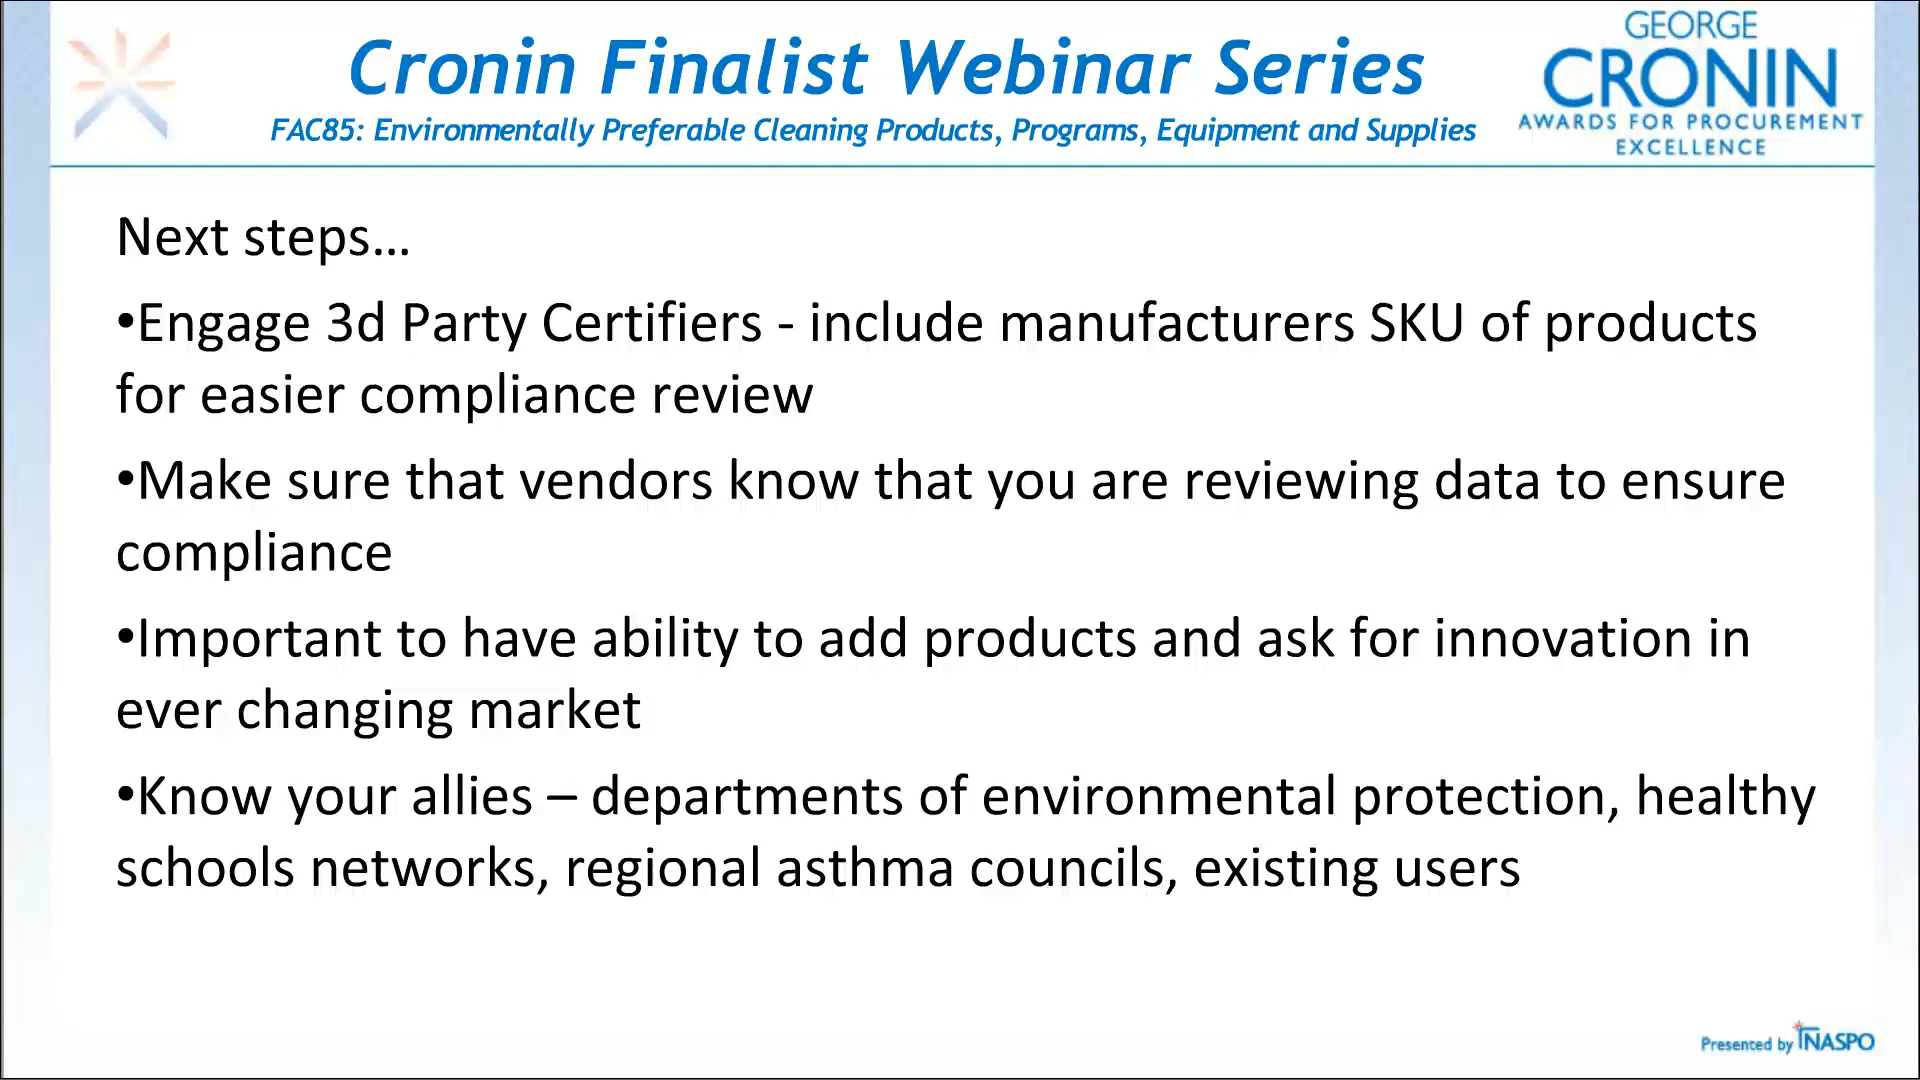 Cronin Finalist Webinar Series
FAC85: Environmentally Preferable Cleaning Products, Programs, Equipment and Supplies
GEORGE
CRONIN
AWARDS FOR PROCUREMENT
EXCELLENCE
Next steps…
•Engage 3d Party Certifiers - include manufacturers SKU of products
for easier compliance review
•Make sure that vendors know that you are reviewing data to ensure
compliance
•Important to have ability to add products and ask for innovation in
ever changing market
•Know your allies – departments of environmental protection, healthy
schools networks, regional asthma councils, existing users
Presented by NASPO